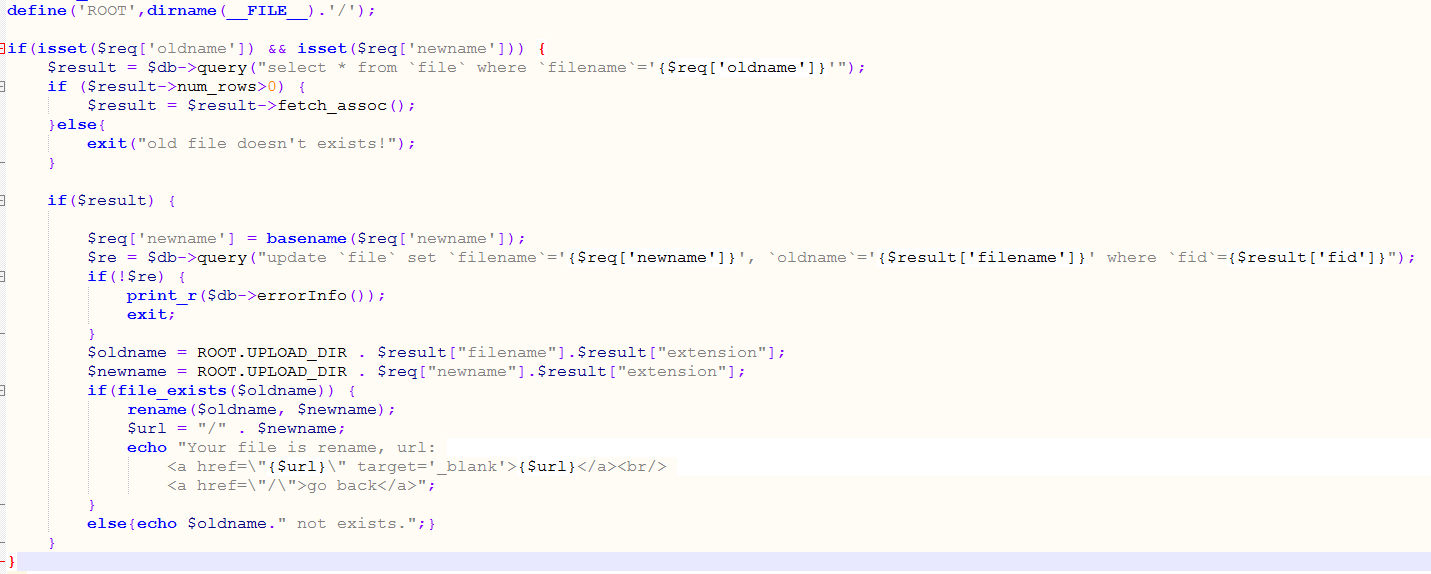 define('ROOT',dirname(__FILE__).'/');
if(isset($req['oldname']) && isset($req['newname'])) {
$result = $db->query("select * from `file` where `filename`='{$req['oldname']}'");
if ($result->num_rows>0) {
$result = $result->fetch_assoc();
}else{
exit("old file doesn't exists!");
}
if($result) {
$req['newname'] = basename($req['newname']);
$re = $db->query("update `file` set `filename`='{$req['newname']}', `oldname`='{$result['filename']}' where `fid`={$result['fid']}");
if(!$re) {
print_r($db->errorInfo());
exit;
}
$oldname = ROOT.UPLOAD_DIR . $result["filename"].$result["extension"];
$newname = ROOT.UPLOAD_DIR . $req["newname"].$result["extension"];
if(file_exists($oldname)) {
rename($oldname, $newname);
$url = "/" . $newname;
echo "Your file is rename, url:
<a href=\"{$url}\" target='_blank'>{$url}</a><br/>
<a href=\"/\">go back</a>";
}
else{echo $oldname." not exists.";}
}
}